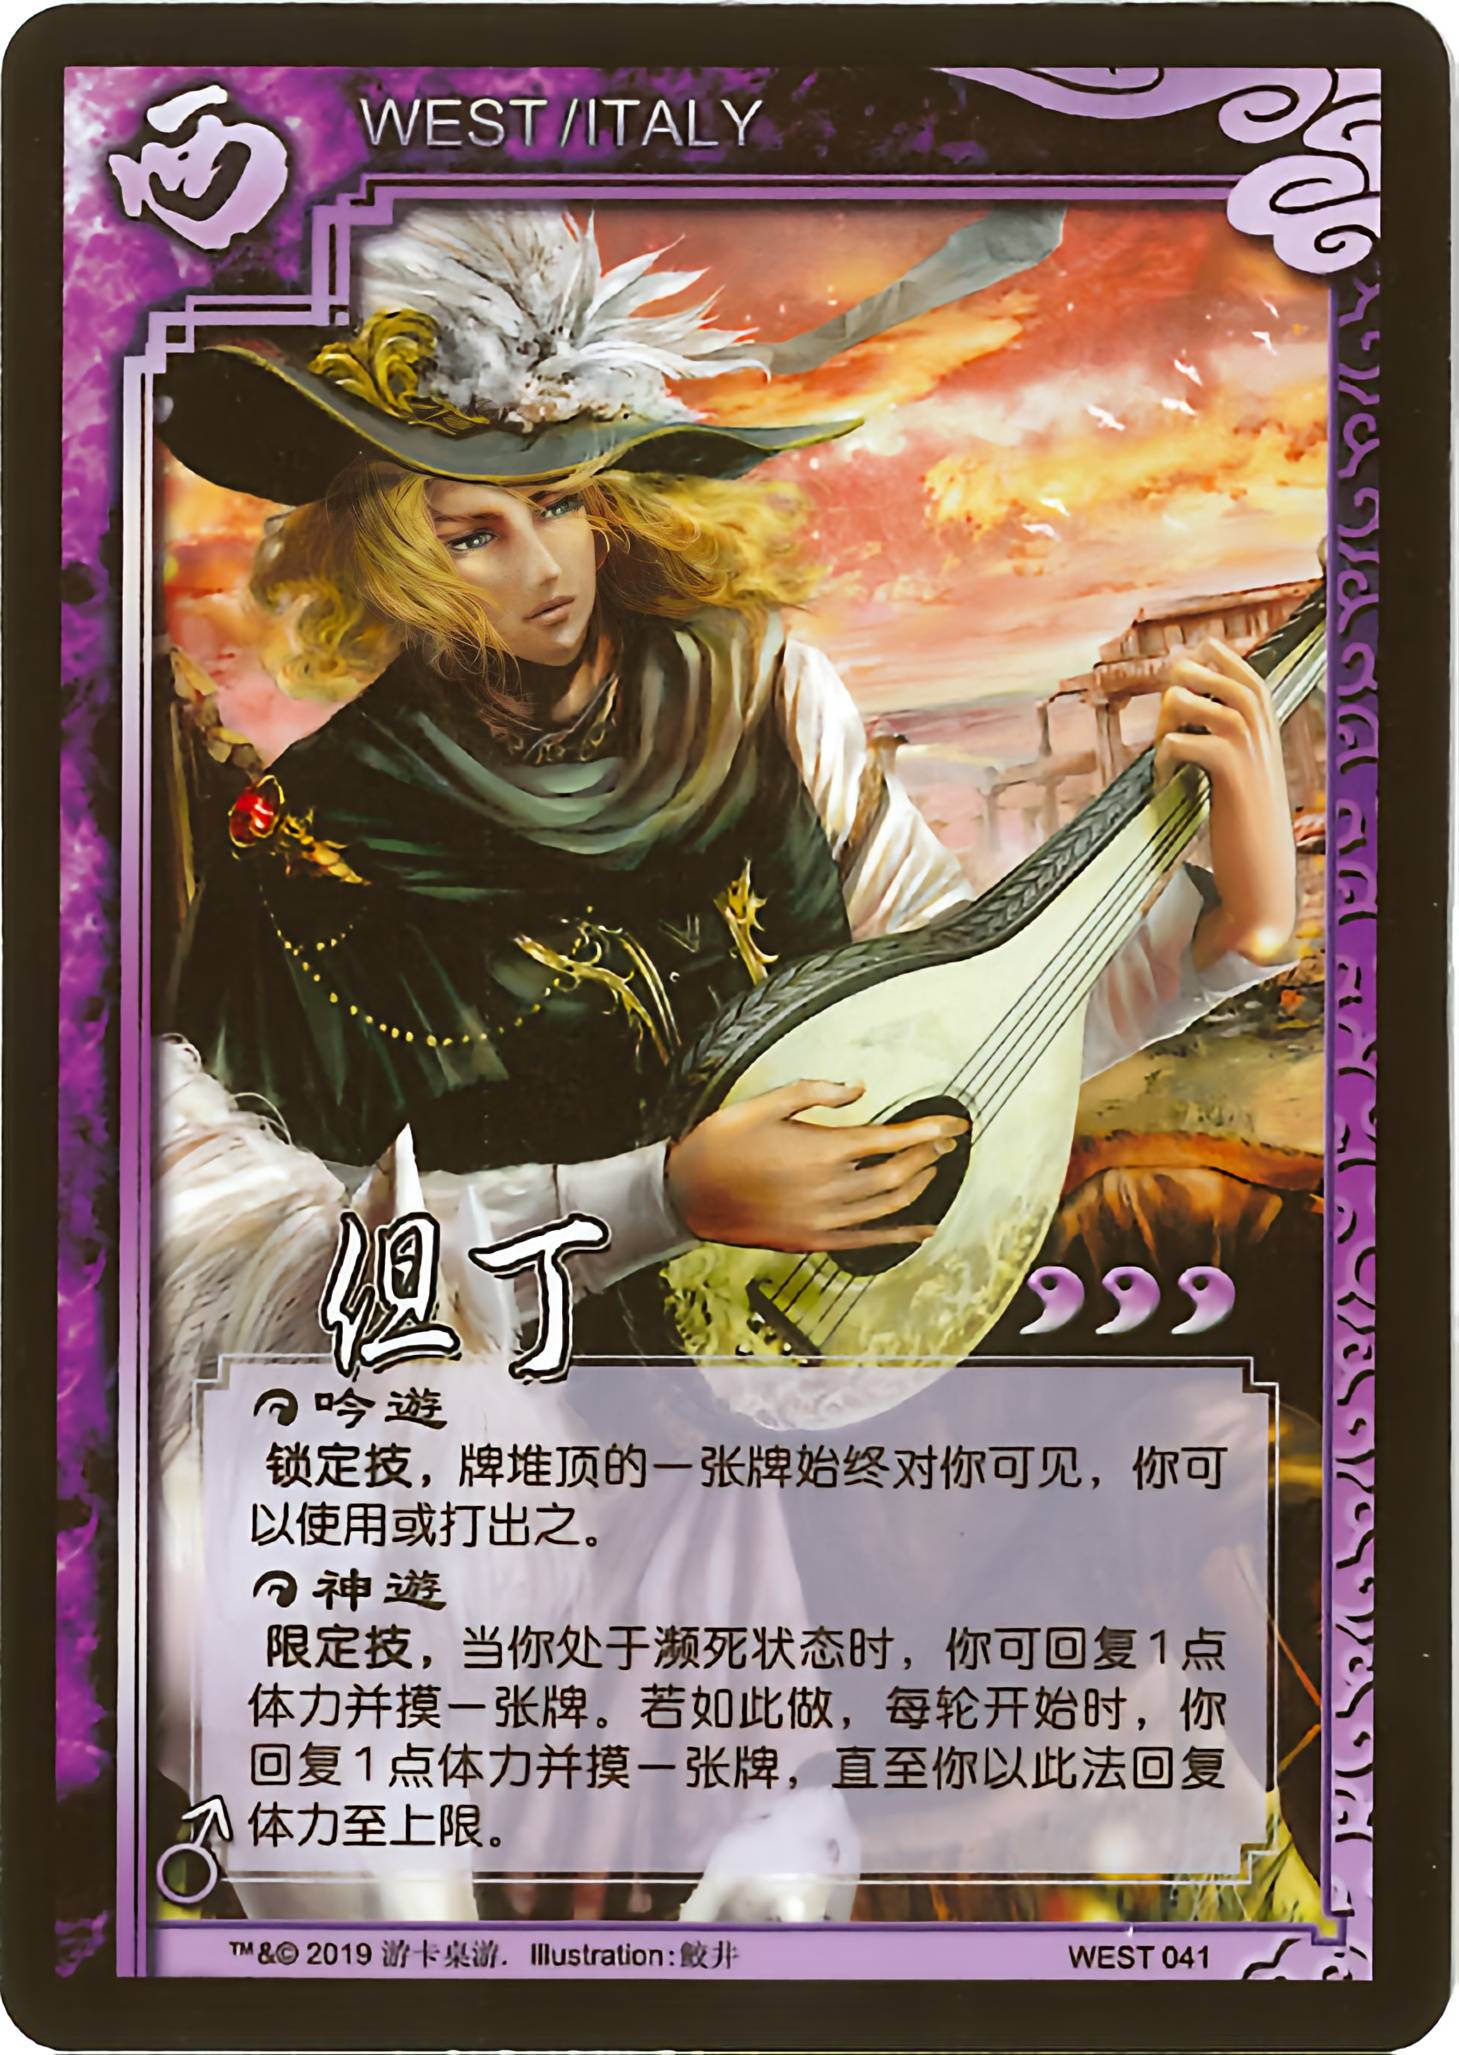 西
WEST/ITALY
但丁
吟遊
锁定技，牌堆顶的一张牌始终对你可见，你可
以使用或打出之。
神遊
限定技，当你处于濒死状态时，你可回复1点
体力并摸一张牌。若如此做，每轮开始时，你
回复1点体力并摸一张牌，直至你以此法回复
体力至上限。
™&© 2019 游卡桌游. Illustration:鲛井
WEST 041